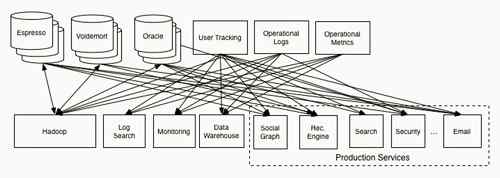 Espresso
Voldemort
Oracle
User Tracking
Operational
Logs
Operational
Metrics
Hadoop
Log
Search
Monitoring
Data
Warehouse
Social
Graph
Rec.
Engine
Search
Security
...
Email
Production Services